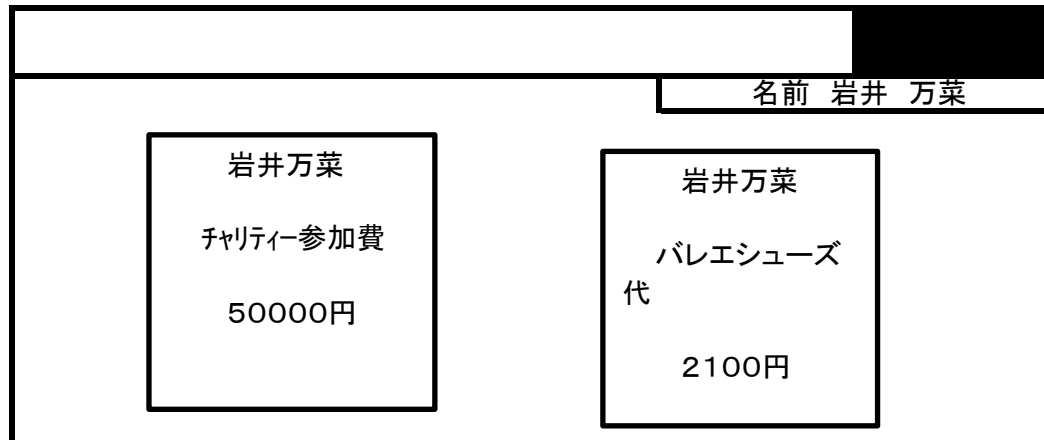 名前　岩井　万菜
岩井万菜
ﾁｬﾘﾃｨｰ参加費
５００００円
岩井万菜
バレエシューズ
代
２１００円